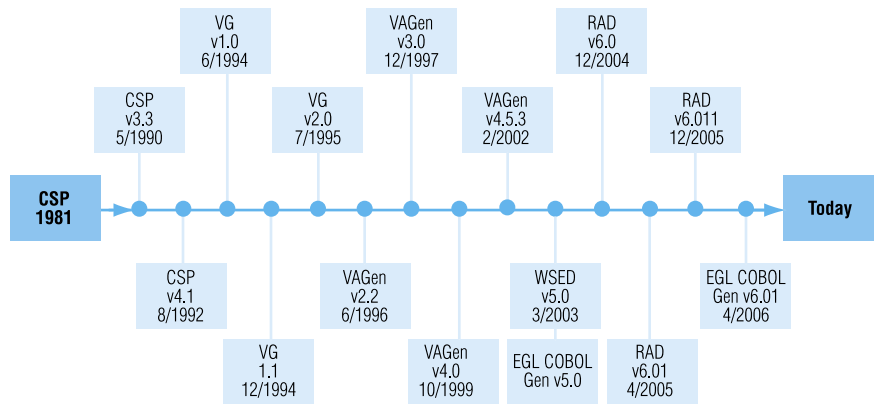 CSP
1981
CSP
v3.3
5/1990
CSP
v4.1
8/1992
VG
v1.0
6/1994
VG
1.1
12/1994
VG
v2.0
7/1995
VAGen
v2.2
6/1996
VAGen
v3.0
12/1997
VAGen
v4.0
10/1999
VAGen
v4.5.3
2/2002
WSED
v5.0
3/2003
EGL COBOL
Gen v5.0
RAD
v6.0
12/2004
RAD
v6.01
4/2005
RAD
v6.011
12/2005
EGL COBOL
Gen v6.01
4/2006
Today